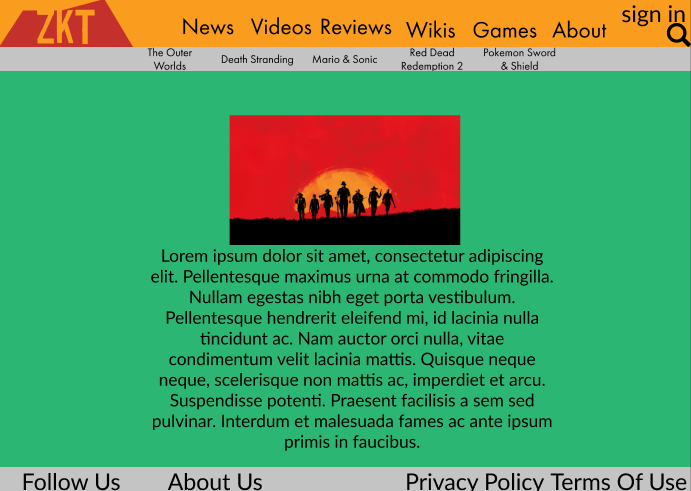 ZKT
News Videos Reviews Wikis Games About
sign in
The Outer
Worlds
Death Stranding
Mario & Sonic
Red Dead
Redemption 2
Pokemon Sword
& Shield
Lorem ipsum dolor sit amet, consectetur adipiscing
elit. Pellentesque maximus urna at commodo fringilla.
Nullam egestas nibh eget porta vestibulum.
Pellentesque hendrerit eleifend mi, id lacinia nulla
tincidunt ac. Nam auctor orci nulla, vitae
condimentum velit lacinia mattis. Quisque neque
neque, scelerisque non mattis ac, imperdiet et arcu.
Suspendisse potenti. Praesent facilisis a sem sed
pulvinar. Interdum et malesuada fames ac ante ipsum
primis in faucibus.
Follow Us About Us Privacy Policy Terms Of Use